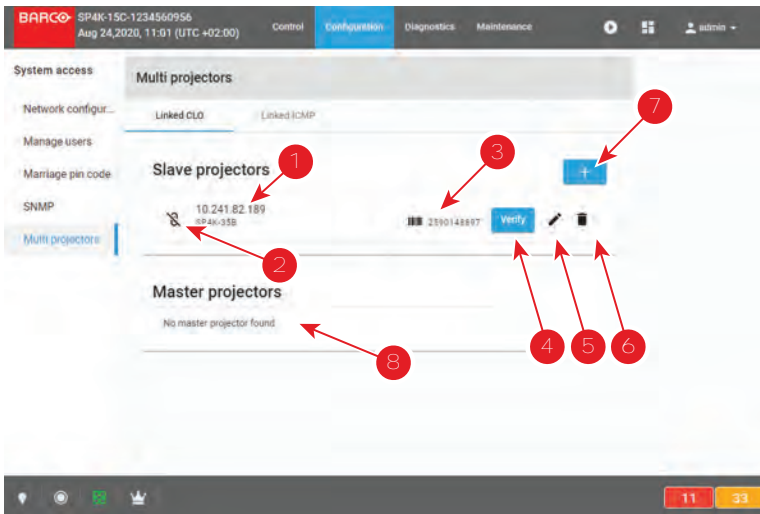 BARCO SP4K-15C-1234560956
Aug 24,2020, 11:01 (UTC +02:00)
Control Configuration Diagnostics Maintenance admin
System access
Multi projectors
Network configur...
Linked CLO Linked ICMP
Manage users
7
Marriage pin code
Slave projectors 1 3 +
SNMP
10.241.82.189
SP4K-35B 2590148697 Verify
Multi projectors
2
Master projectors
No master projector found
4 5 6
8
11 33